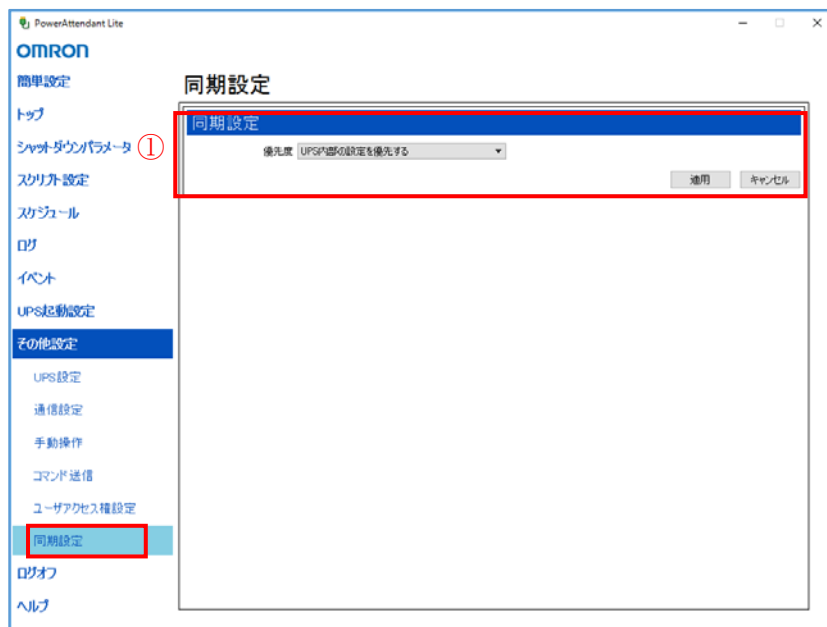 PowerAttendant Lite
OMRON
簡単設定
トップ
シャットダウンパラメータ
スクリプト設定
スケジュール
ログ
イベント
UPS起動設定
その他設定
UPS設定
通信設定
手動操作
コマンド送信
ユーザアクセス権設定
同期設定
ログオフ
ヘルプ
同期設定
①
同期設定
優先度 UPS内部の設定を優先する
適用 キャンセル